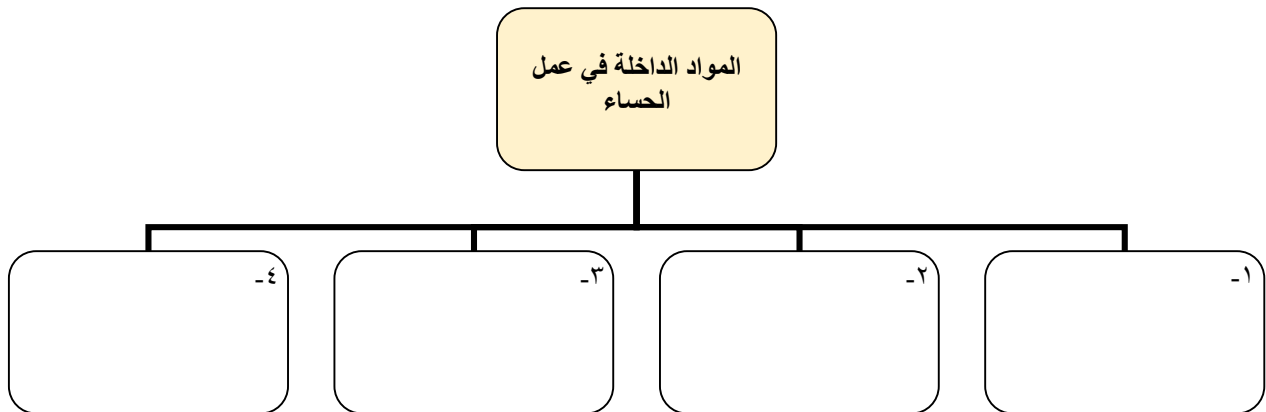 المواد الداخلة في عمل
الحساء
١-
٢-
٣-
٤-